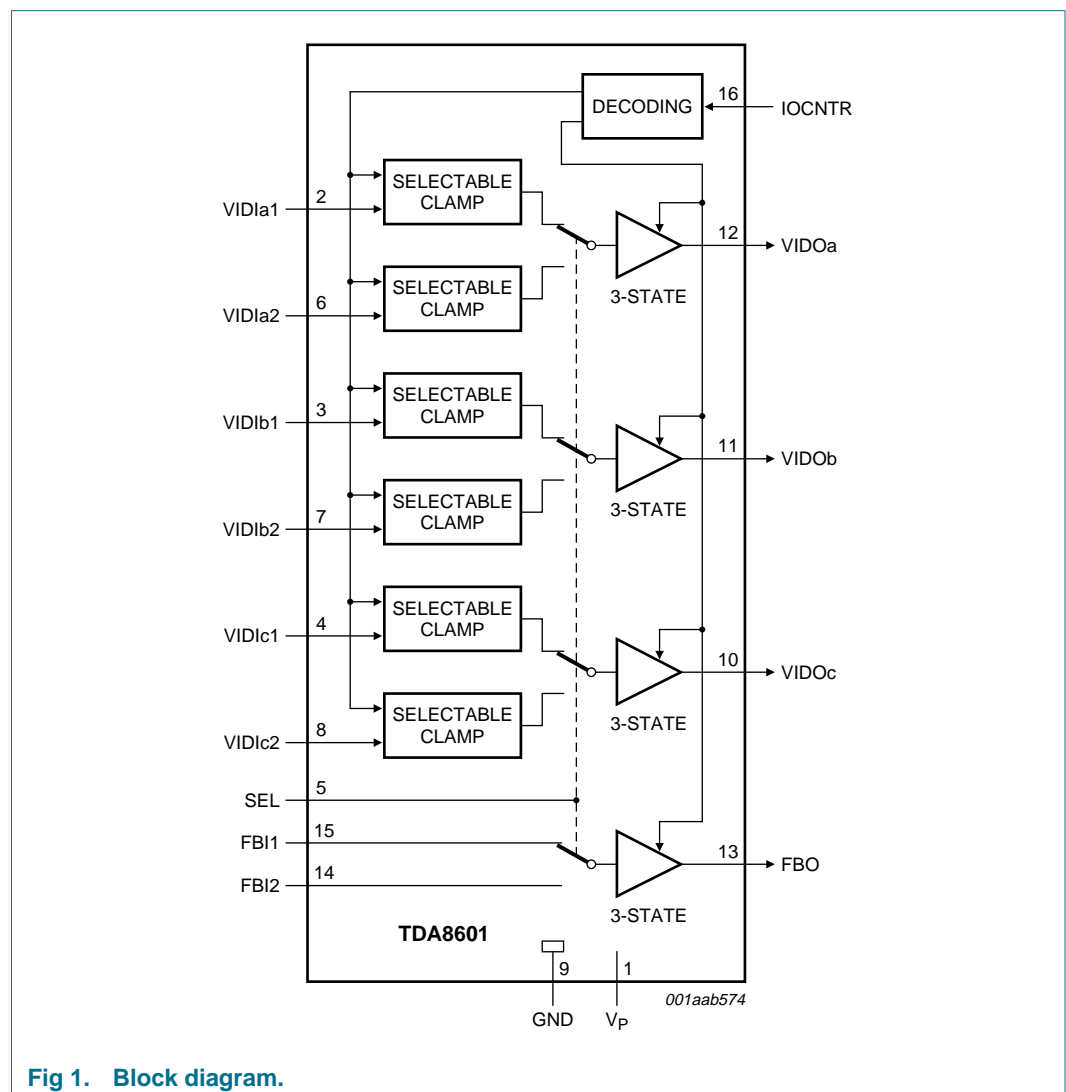 DECODING
16
IOCNTR
SELECTABLE
CLAMP
2
VIDIa1
12
VIDOa
3-STATE
SELECTABLE
CLAMP
6
VIDIa2
SELECTABLE
CLAMP
3
VIDIb1
11
VIDOb
3-STATE
SELECTABLE
CLAMP
7
VIDIb2
SELECTABLE
CLAMP
4
VIDIc1
10
VIDOc
3-STATE
SELECTABLE
CLAMP
8
VIDIc2
5
SEL
15
FBI1
13
FBO
14
FBI2
3-STATE
TDA8601
9
1
001aab574
GND
VP
Fig 1. Block diagram.